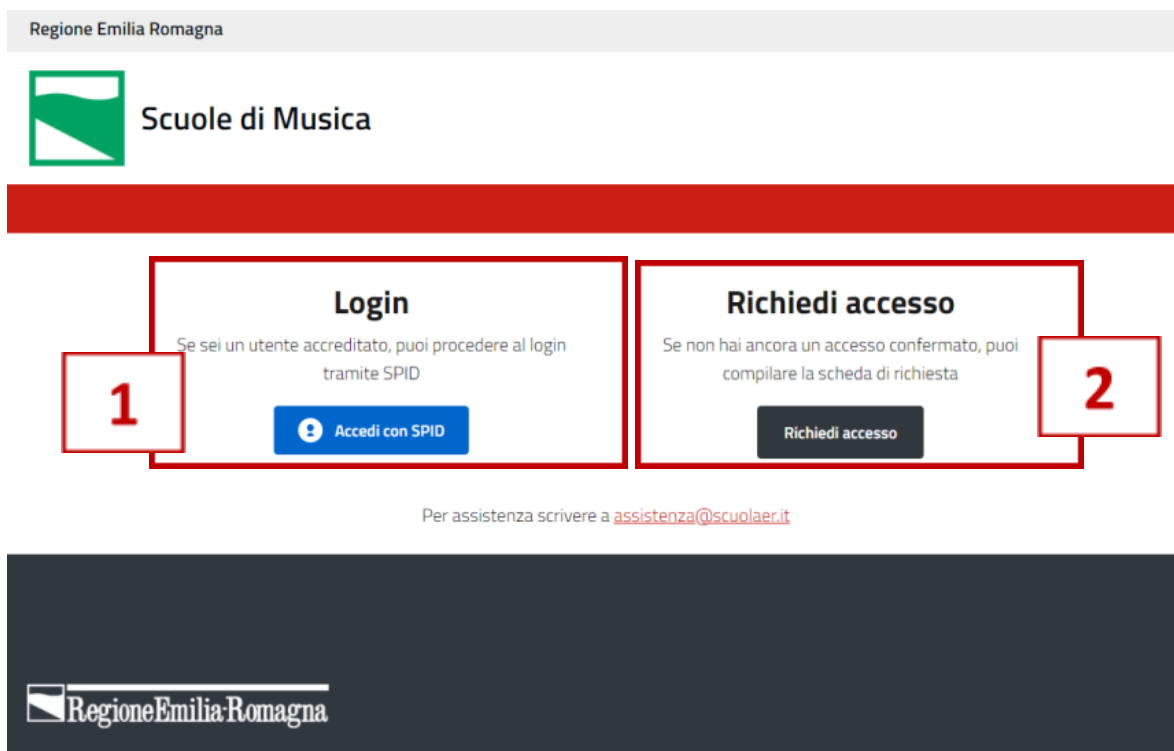 Regione Emilia Romagna
Scuole di Musica
Login
Se sei un utente accreditato, puoi procedere al login
tramite SPID
Accedi con SPID
1
Richiedi accesso
Se non hai ancora un accesso confermato, puoi
compilare la scheda di richiesta
Richiedi accesso
2
Per assistenza scrivere a assistenza@scuolaer.it
RegioneEmilia-Romagna